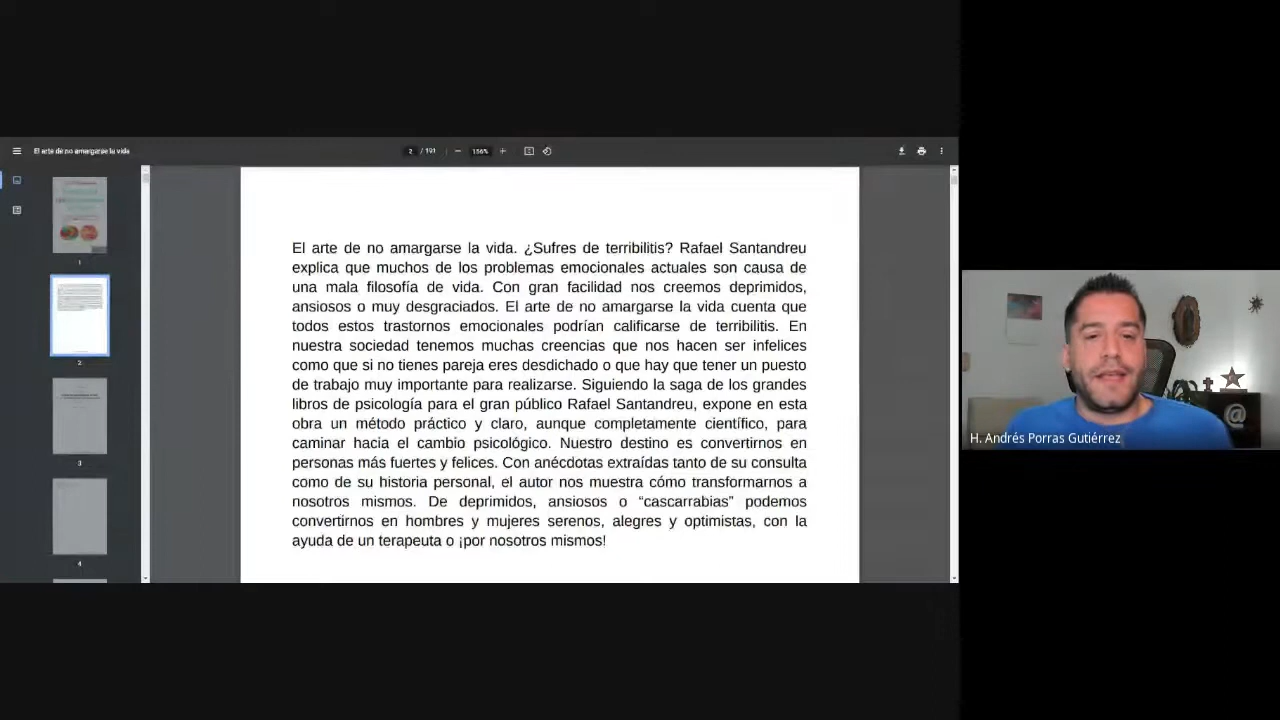 El arte de no amargarse la vida
2 / 191
156%
El arte de no amargarse la vida. ¿Sufres de terribilitis? Rafael Santandreu
explica que muchos de los problemas emocionales actuales son causa de
una mala filosofía de vida. Con gran facilidad nos creemos deprimidos,
ansiosos o muy desgraciados. El arte de no amargarse la vida cuenta que
todos estos trastornos emocionales podrían calificarse de terribilitis. En
nuestra sociedad tenemos muchas creencias que nos hacen ser infelices
como que si no tienes pareja eres desdichado o que hay que tener un puesto
de trabajo muy importante para realizarse. Siguiendo la saga de los grandes
libros de psicología para el gran público Rafael Santandreu, expone en esta
obra un método práctico y claro, aunque completamente científico, para
caminar hacia el cambio psicológico. Nuestro destino es convertirnos en
personas más fuertes y felices. Con anécdotas extraídas tanto de su consulta
como de su historia personal, el autor nos muestra cómo transformarnos a
nosotros mismos. De deprimidos, ansiosos o “cascarrabias” podemos
convertirnos en hombres y mujeres serenos, alegres y optimistas, con la
ayuda de un terapeuta o ¡por nosotros mismos!
1
2
3
4
@
H. Andrés Porras Gutiérrez